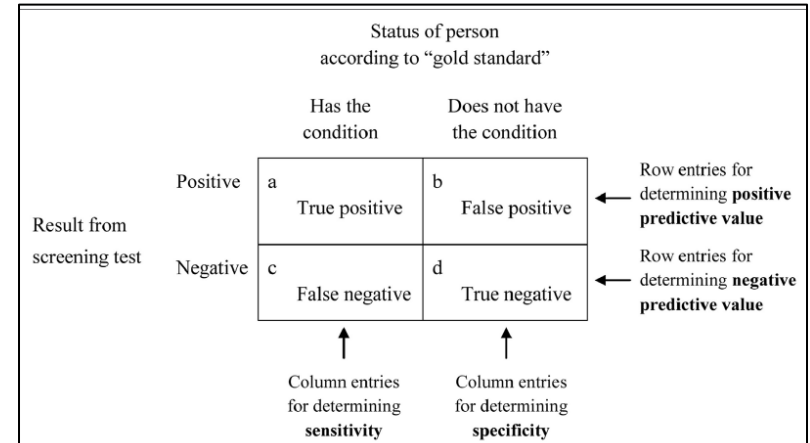 Status of person
according to “gold standard”
Has the
condition
Does not have
the condition
Positive
a
True positive
b
False positive
Row entries for
determining positive
predictive value
Result from
screening test
Negative
c
False negative
d
True negative
Row entries for
determining negative
predictive value
Column entries
for determining
sensitivity
Column entries
for determining
specificity